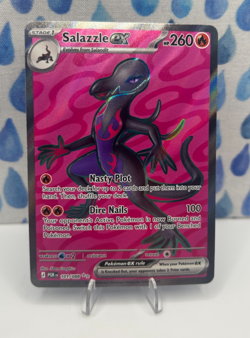 STAGE 1
Salazzle ex
HP 260
Evolves from Salandit
Nasty Plot
Search your deck for up to 2 cards and put them into your
hand. Then, shuffle your deck.
Dire Nails 100
Your opponent's Active Pokémon is now Burned and
Poisoned. Switch this Pokémon with 1 of your Benched
Pokémon.
Pokémon ex rule
When your Pokémon ex
is Knocked Out, your opponent takes 2 Prize cards.